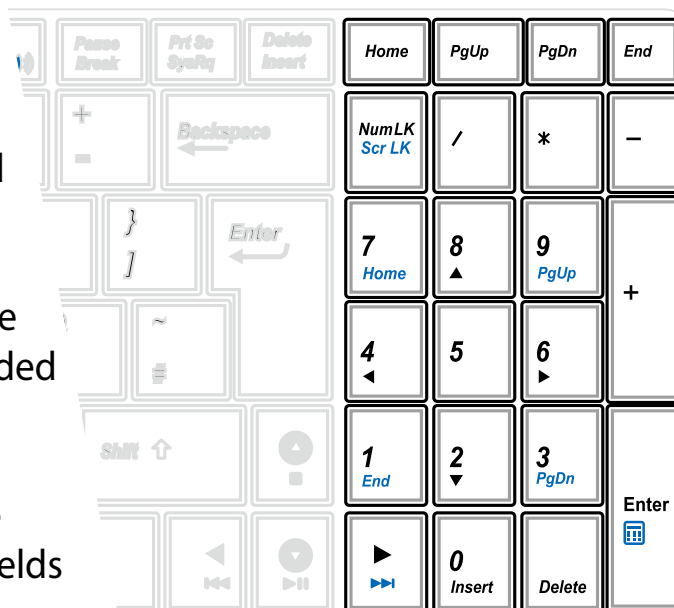 Pause Prt Sc Delete Home PgUp PgDn End
Break SysRq Insert
+ Backspace NumLK / * −
− Scr LK
} Enter 7 8 9 +
] Home PgUp
~ 4 5 6
#
ded
Shift 1 2 3
End PgDn
Enter
0
Insert Delete
elds